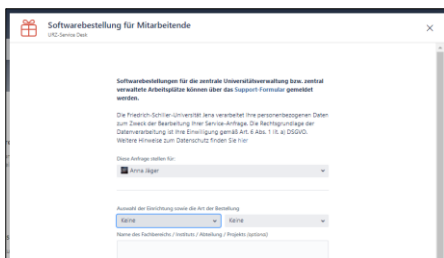 Softwarebestellung für Mitarbeitende
URZ-Service Desk
Softwarebestellungen für die zentrale Universitätsverwaltung bzw. zentral
verwaltete Arbeitsplätze können über das Support-Formular gemeldet
werden.
Die Friedrich-Schiller-Universität Jena verarbeitet Ihre personenbezogenen Daten
zum Zweck der Bearbeitung Ihrer Service-Anfrage. Die Rechtsgrundlage der
Datenverarbeitung ist Ihre Einwilligung gemäß Art. 6 Abs. 1 lit. a) DSGVO.
Weitere Hinweise zum Datenschutz finden Sie hier
Diese Anfrage stellen für:
Anna Jäger
Auswahl der Einrichtung sowie die Art der Bestellung
Keine Keine
Name des Fachbereichs / Instituts / Abteilung / Projekts (optional)